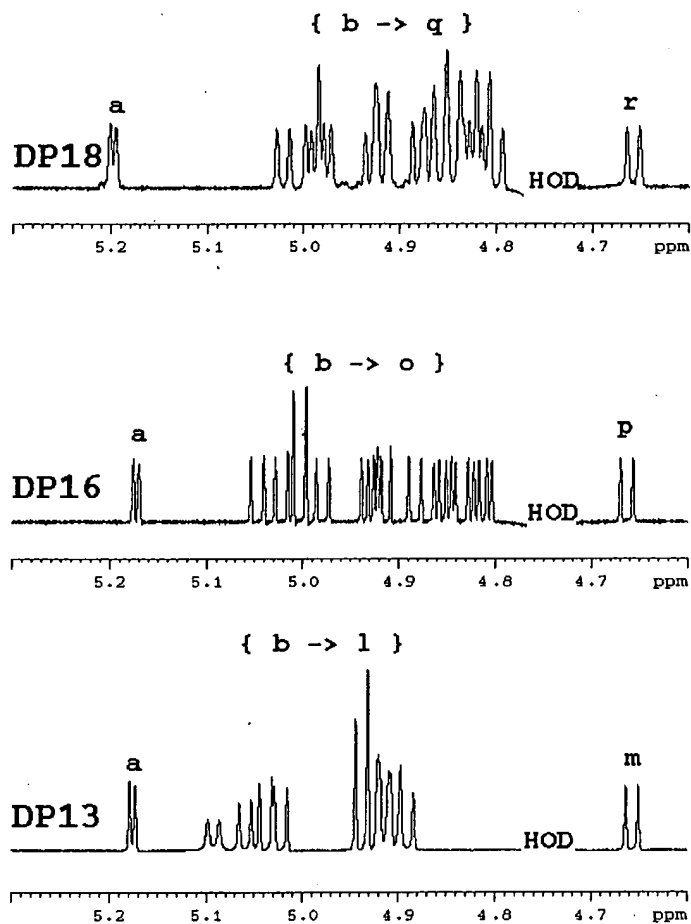 { b -> q }
a
r
DP18
HOD
5.2 5.1 5.0 4.9 4.8 4.7 ppm
{ b -> o }
a
p
DP16
HOD
5.2 5.1 5.0 4.9 4.8 4.7 ppm
{ b -> l }
a
m
DP13
HOD
5.2 5.1 5.0 4.9 4.8 4.7 ppm